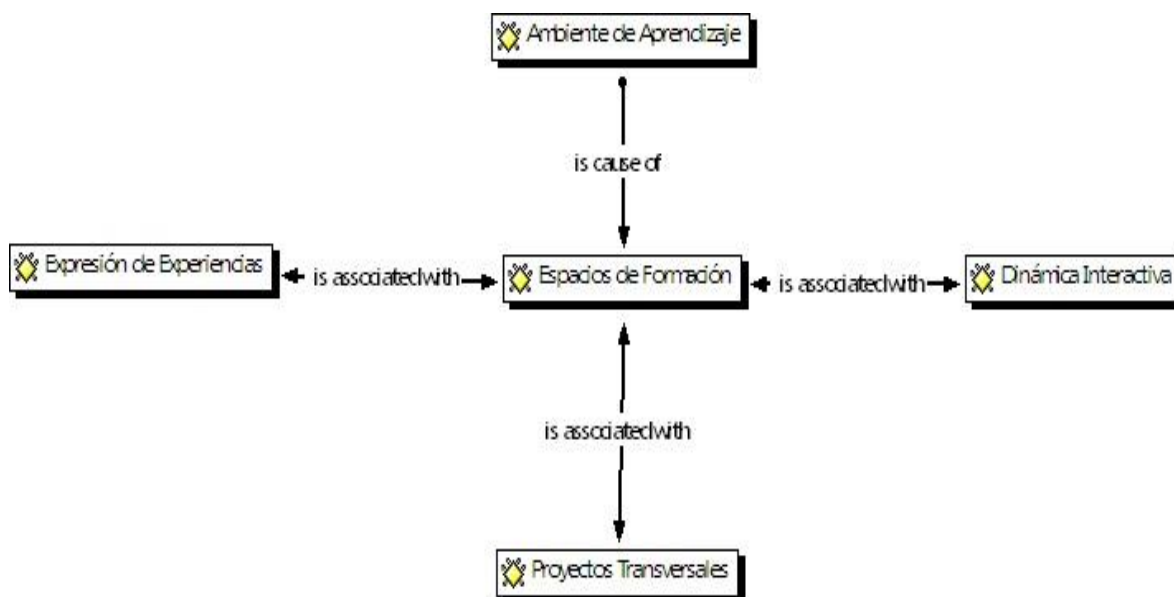 Ambiente de Aprendizaje
is cause of
Expresión de Experiencias
is associated with
Espacios de Formación
is associated with
Dinámica Interactiva
is associated with
Proyectos Transversales